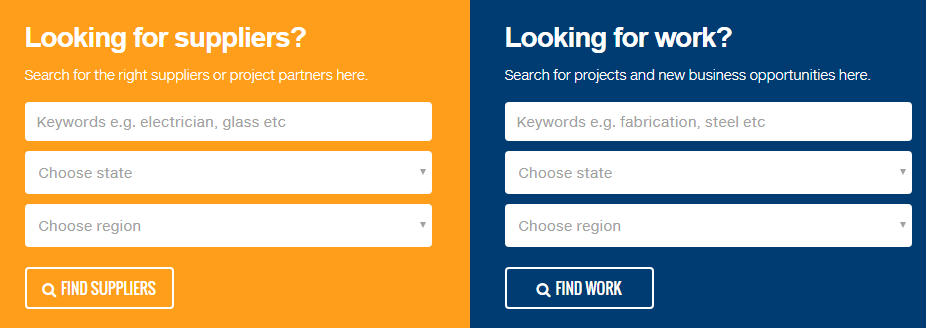 Looking for suppliers?
Search for the right suppliers or project partners here.
Keywords e.g. electrician, glass etc
Choose state
Choose region
FIND SUPPLIERS
Looking for work?
Search for projects and new business opportunities here.
Keywords e.g. fabrication, steel etc
Choose state
Choose region
FIND WORK